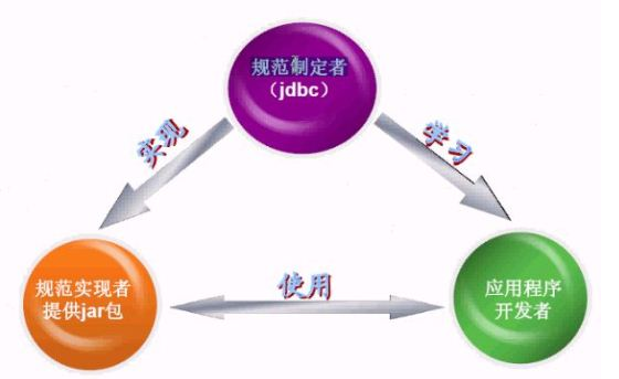 规范制定者
（jdbc）
实现
学习
规范实现者
提供jar包
使用
应用程序
开发者